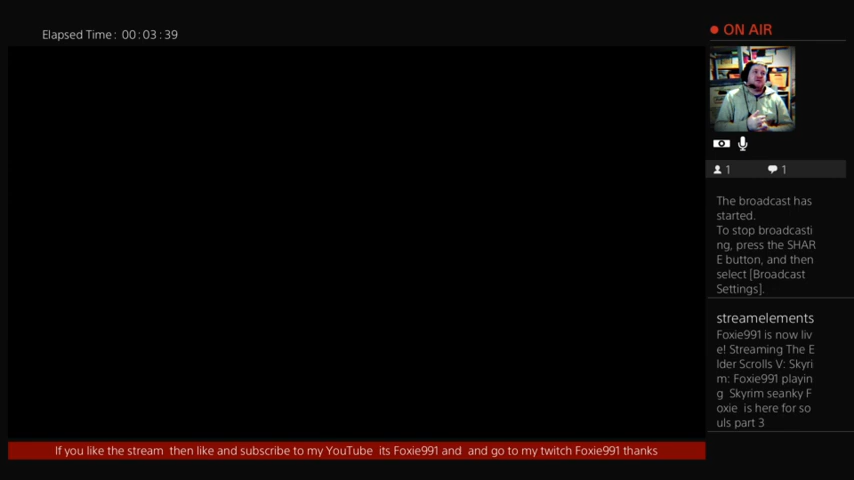 Elapsed Time: 00:03:39
ON AIR
1 1
The broadcast has
started.
To stop broadcasti
ng, press the SHAR
E button, and then
select [Broadcast
Settings].
streamelements
Foxie991 is now liv
e! Streaming The E
lder Scrolls V: Skyri
m: Foxie991 playin
g Skyrim seanky F
oxie is here for so
uls part 3
If you like the stream then like and subscribe to my YouTube its Foxie991 and and go to my twitch Foxie991 thanks